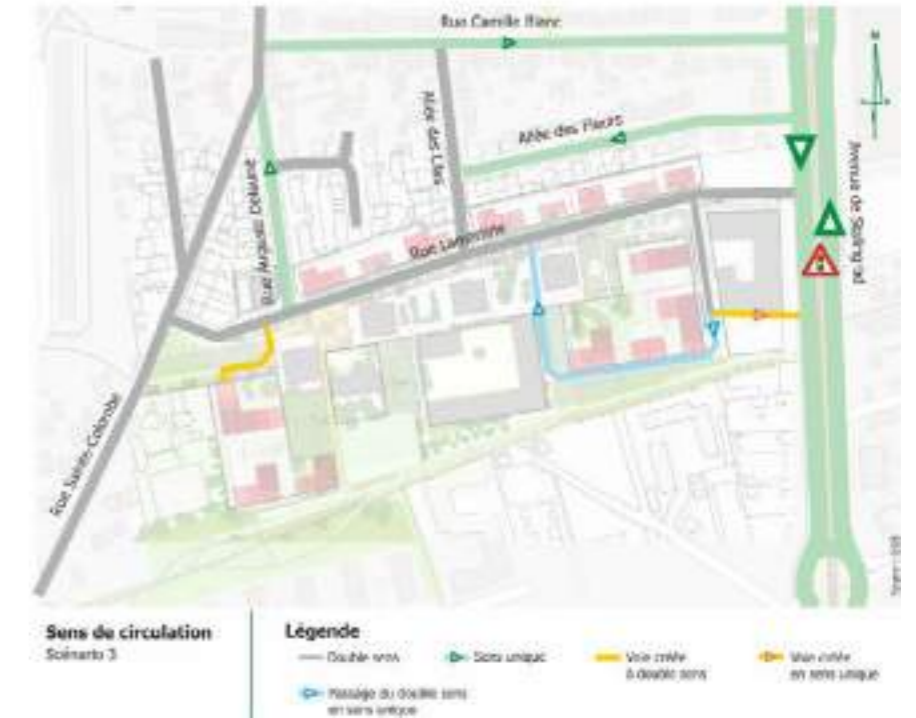 Rue Camille Blanc
Allée des Fleurs
Allée des Lilas
Rue Lamartine
Avenue de Stalingrad
Rue Sainte-Colombe
Sens de circulation
Scénario 3
Légende
Double sens
Sens unique
Voie créée
à double sens
Voie créée
en sens unique
Passage du double sens
en sens unique